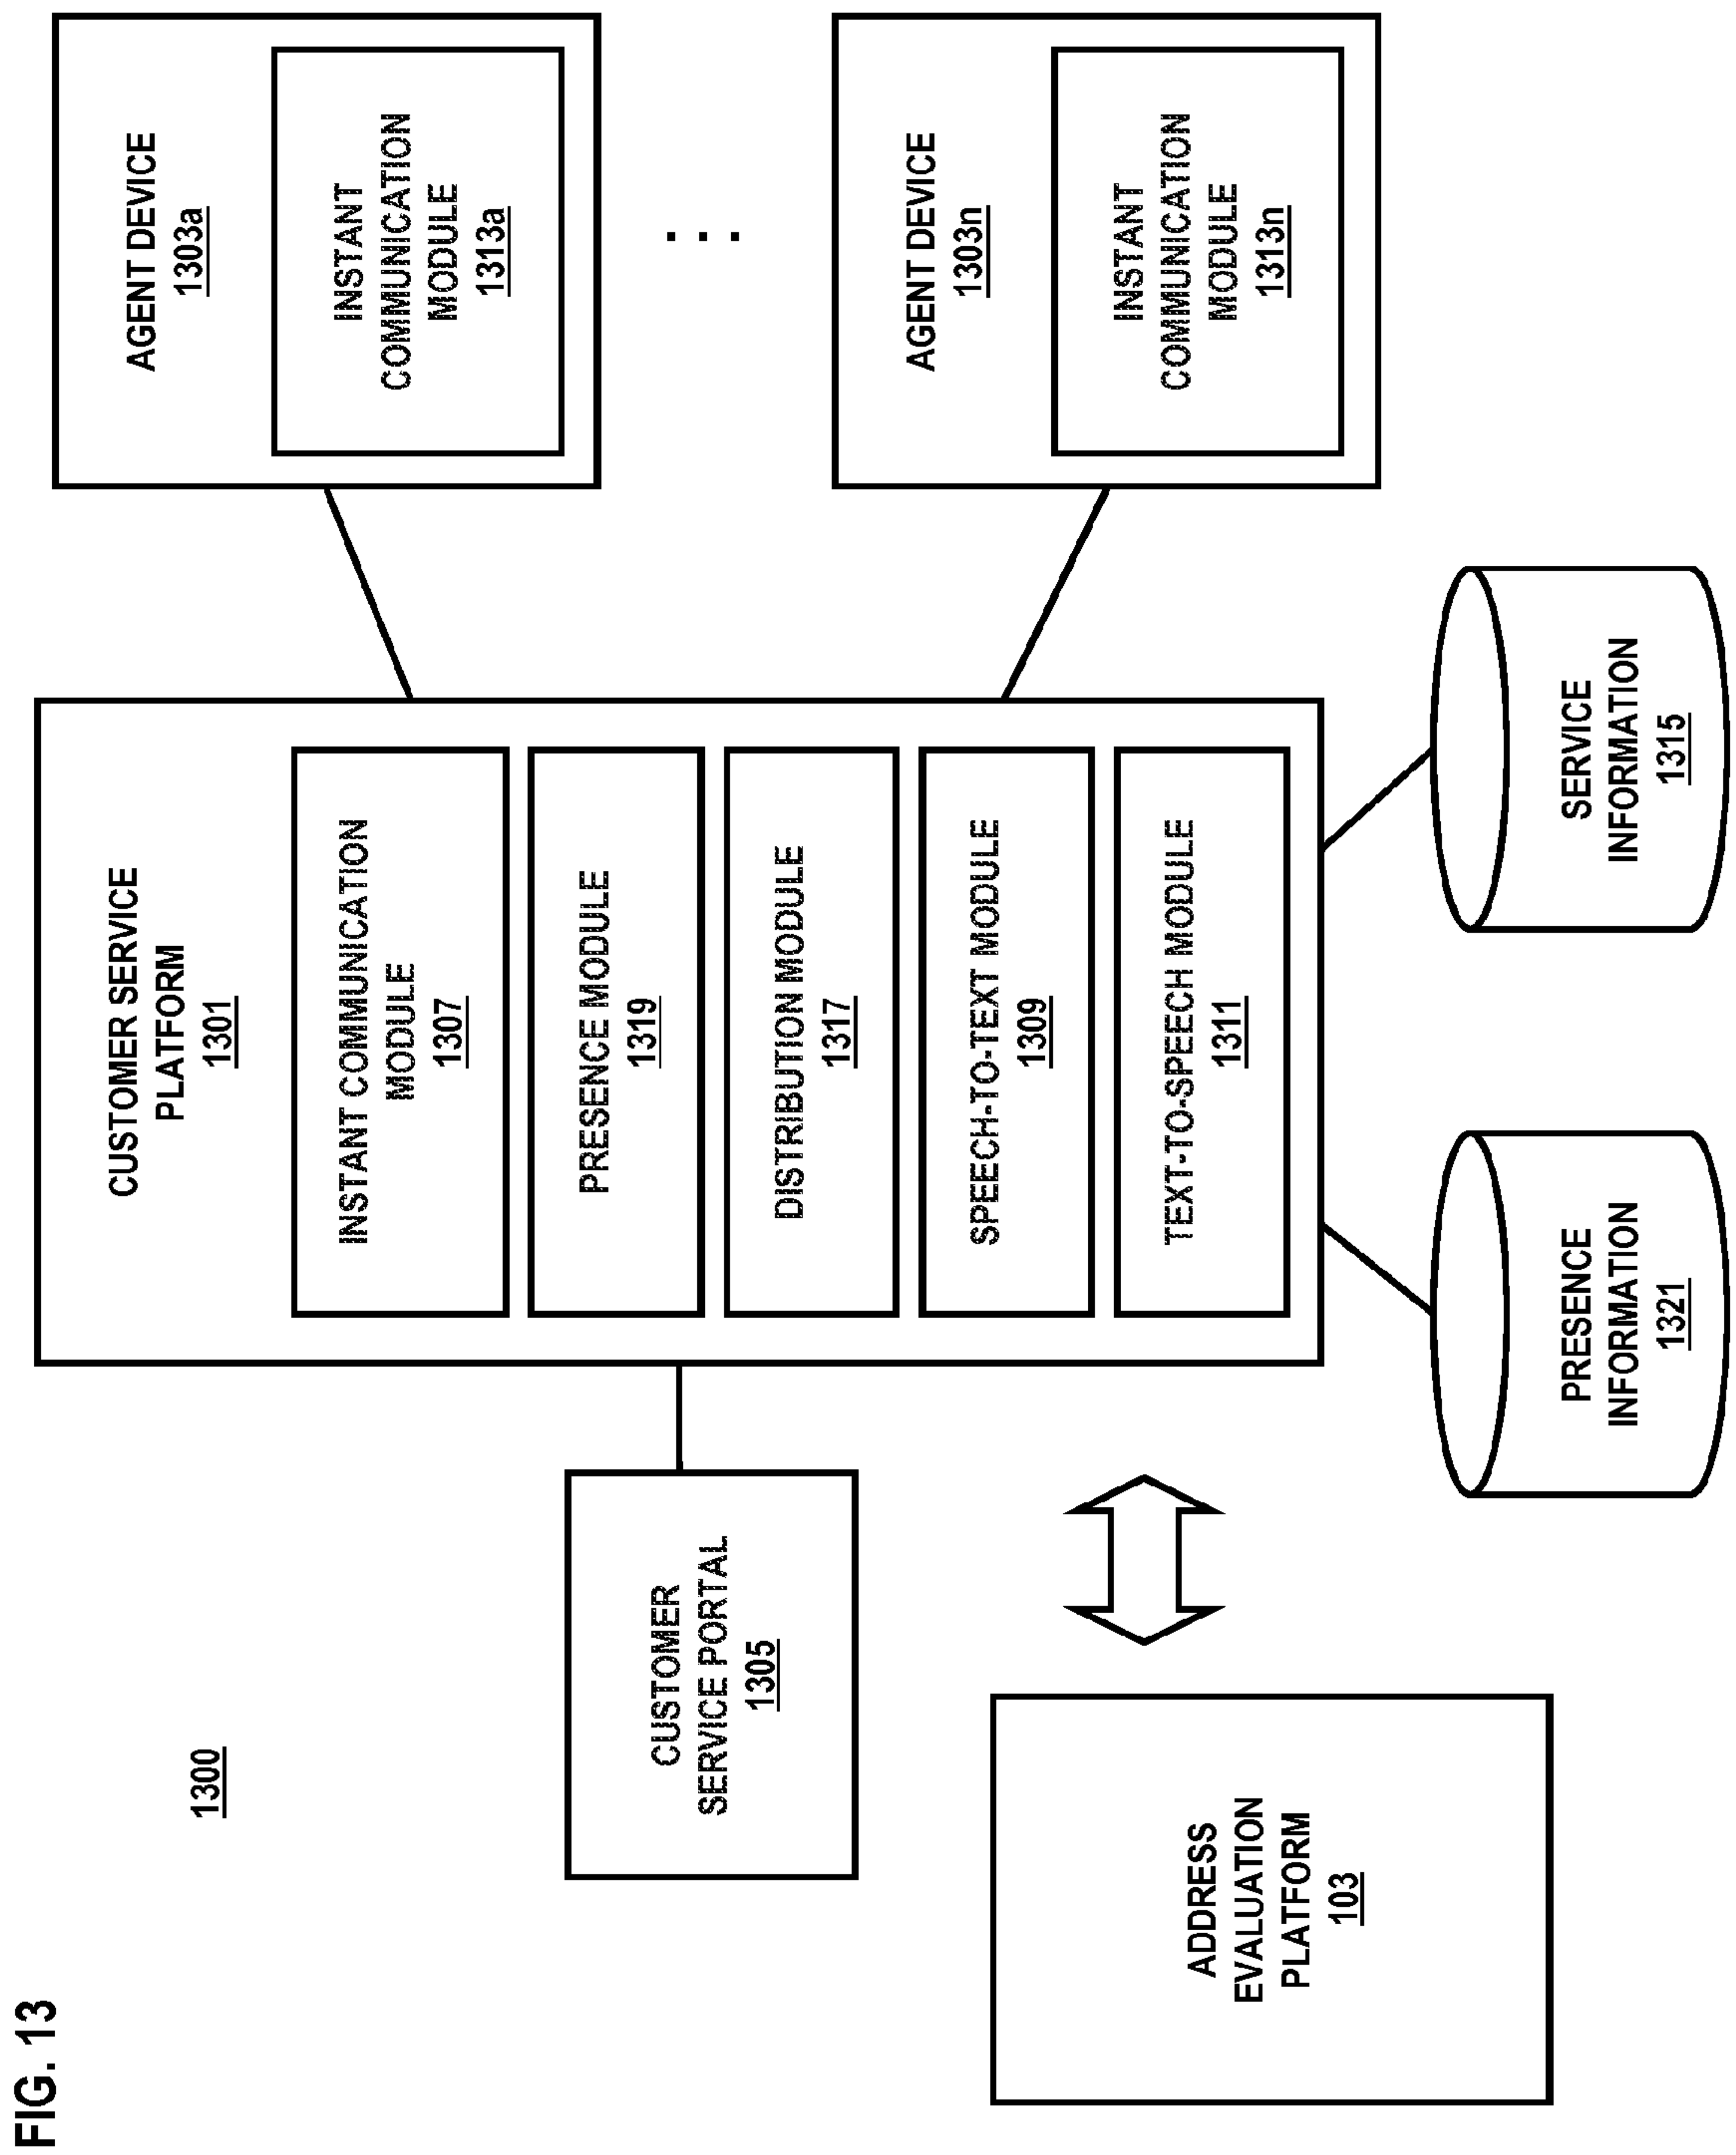 FIG. 13
1300
CUSTOMER SERVICE
PLATFORM
1301
INSTANT COMMUNICATION
MODULE
1307
PRESENCE MODULE
1319
DISTRIBUTION MODULE
1317
SPEECH-TO-TEXT MODULE
1309
TEXT-TO-SPEECH MODULE
1311
AGENT DEVICE
1303a
INSTANT
COMMUNICATION
MODULE
1313a
...
AGENT DEVICE
1303n
INSTANT
COMMUNICATION
MODULE
1313n
CUSTOMER
SERVICE PORTAL
1305
ADDRESS
EVALUATION
PLATFORM
103
PRESENCE
INFORMATION
1321
SERVICE
INFORMATION
1315